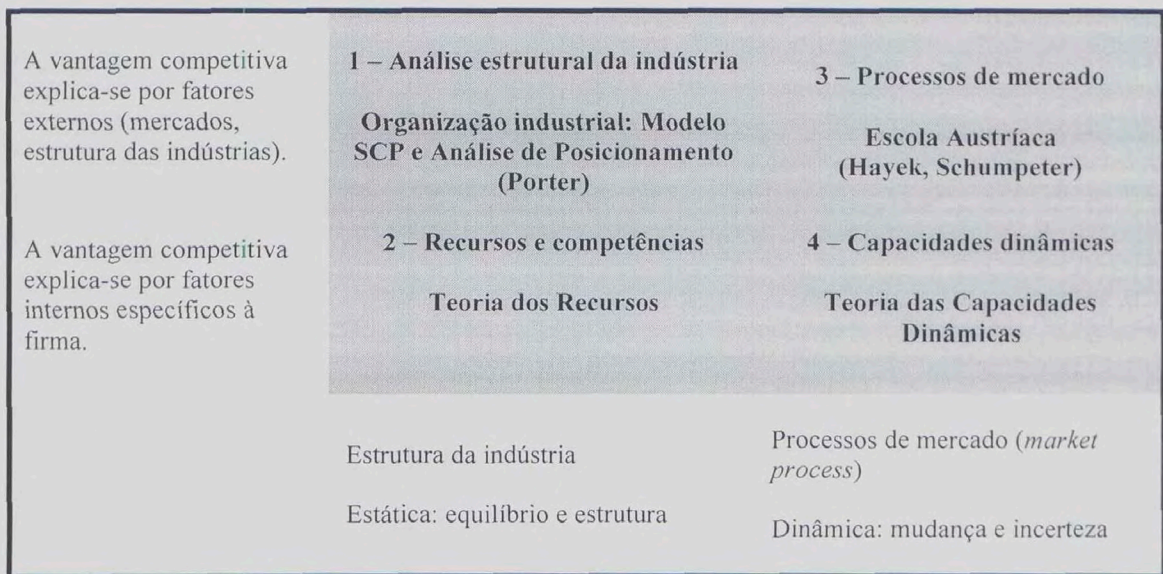 A vantagem competitiva
explica-se por fatores
externos (mercados,
estrutura das indústrias).
1 – Análise estrutural da indústria
Organização industrial: Modelo
SCP e Análise de Posicionamento
(Porter)
3 – Processos de mercado
Escola Austríaca
(Hayek, Schumpeter)
A vantagem competitiva
explica-se por fatores
internos específicos à
firma.
2 – Recursos e competências
Teoria dos Recursos
4 – Capacidades dinâmicas
Teoria das Capacidades
Dinâmicas
Estrutura da indústria
Estática: equilíbrio e estrutura
Processos de mercado (market
process)
Dinâmica: mudança e incerteza